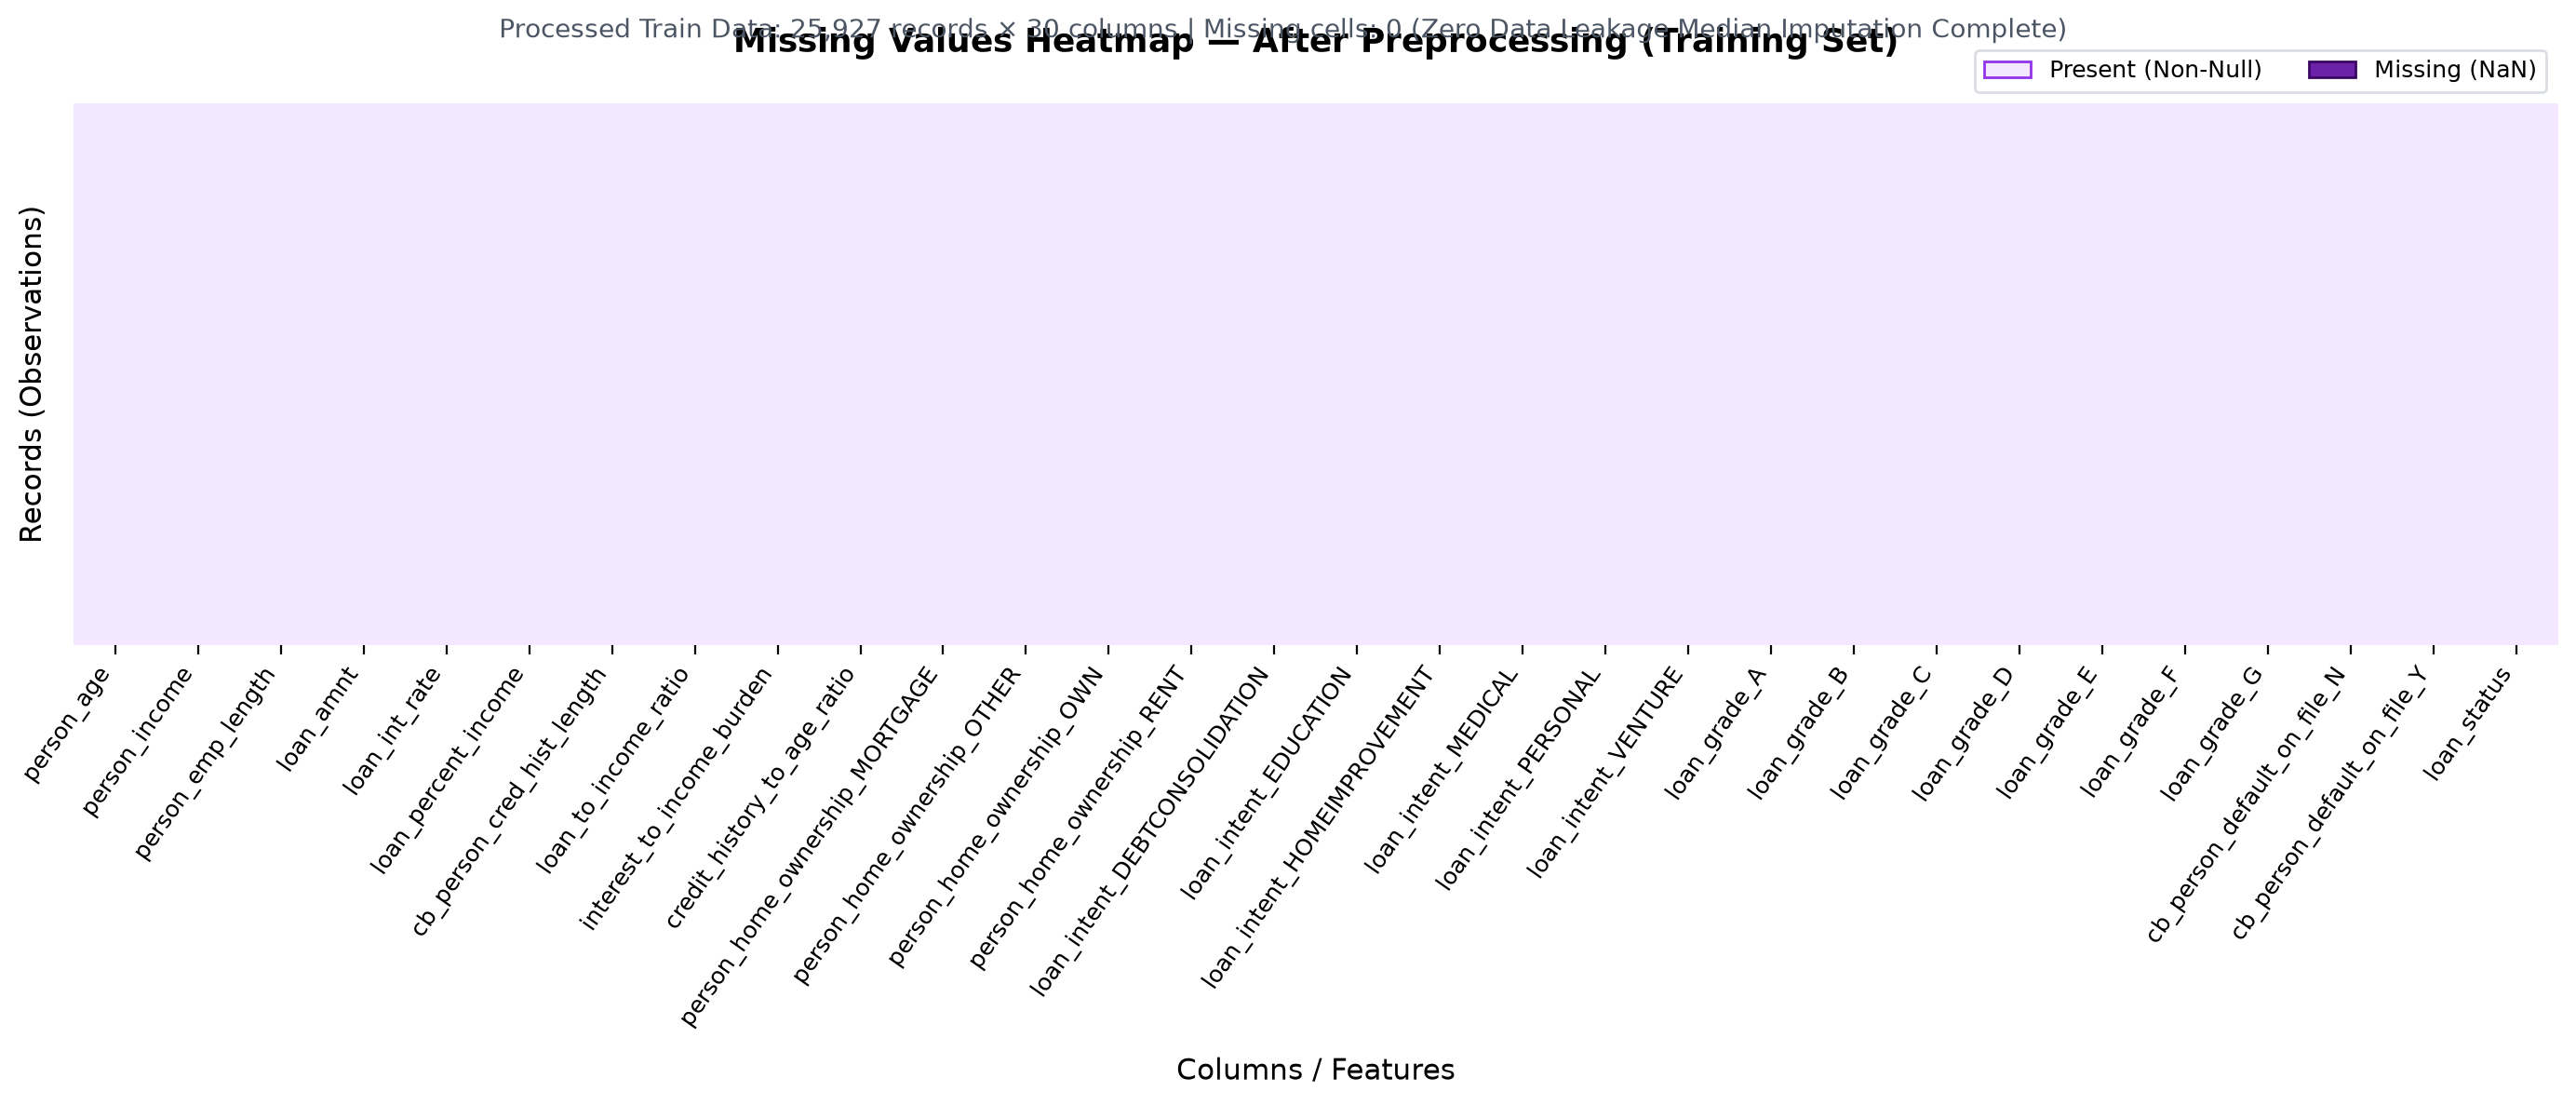 Processed Train Data: 25,927 records × 30 columns | Missing cells: 0 (Zero Data Leakage Median Imputation Complete)
Missing Values Heatmap — After Preprocessing (Training Set)
Present (Non-Null)
Missing (NaN)
Records (Observations)
person_age
person_income
person_emp_length
loan_amnt
loan_int_rate
loan_percent_income
cb_person_cred_hist_length
loan_to_income_ratio
interest_to_income_burden
credit_history_to_age_ratio
person_home_ownership_MORTGAGE
person_home_ownership_OTHER
person_home_ownership_OWN
person_home_ownership_RENT
loan_intent_DEBTCONSOLIDATION
loan_intent_EDUCATION
loan_intent_HOMEIMPROVEMENT
loan_intent_MEDICAL
loan_intent_PERSONAL
loan_intent_VENTURE
loan_grade_A
loan_grade_B
loan_grade_C
loan_grade_D
loan_grade_E
loan_grade_F
loan_grade_G
cb_person_default_on_file_N
cb_person_default_on_file_Y
loan_status
Columns / Features